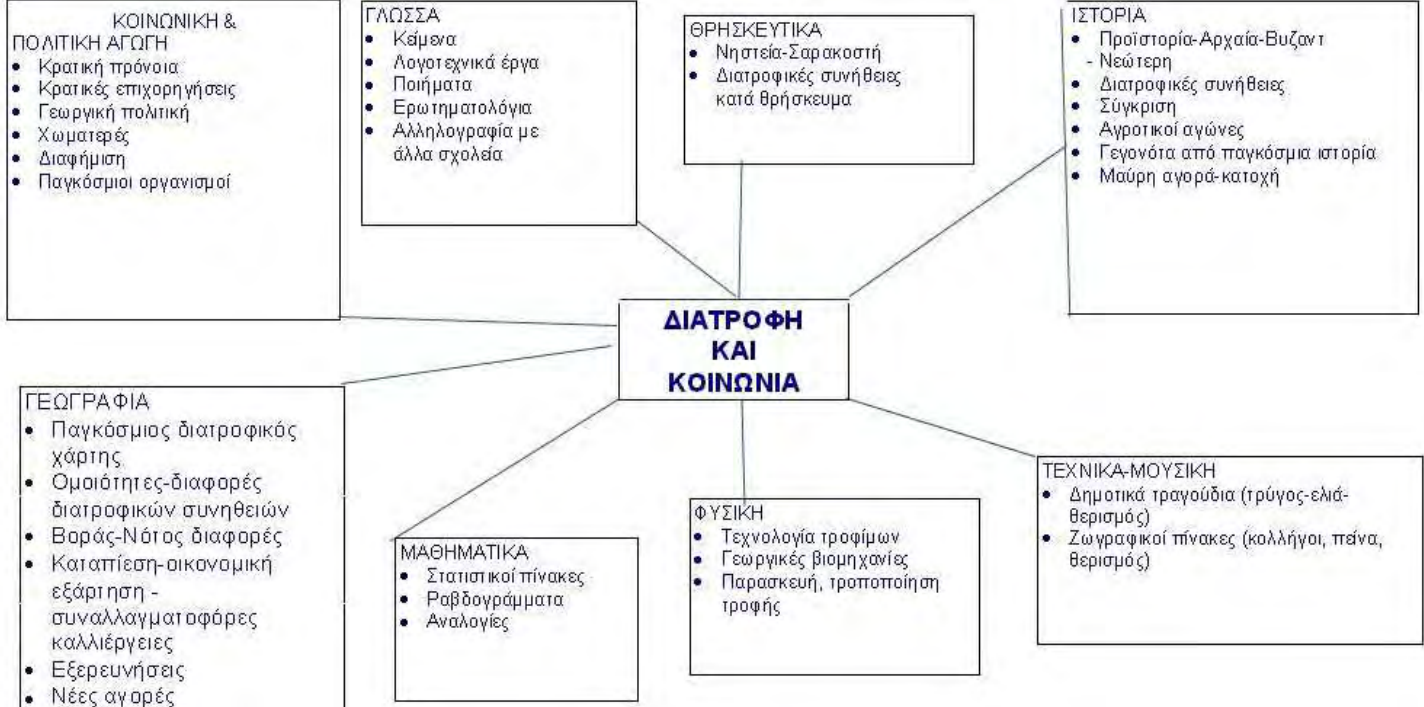 ΚΟΙΝΩΝΙΚΗ &
ΠΟΛΙΤΙΚΗ ΑΓΩΓΗ
• Κρατική πρόνοια
• Κρατικές επιχορηγήσεις
• Γεωργική πολιτική
• Χωματερές
• Διαφήμιση
• Παγκόσμιοι οργανισμοί
ΓΛΩΣΣΑ
• Κείμενα
• Λογοτεχνικά έργα
• Ποιήματα
• Ερωτηματολόγια
• Αλληλογραφία με
άλλα σχολεία
ΘΡΗΣΚΕΥΤΙΚΑ
• Νηστεία-Σαρακοστή
• Διατροφικές συνήθειες
κατά θρήσκευμα
ΙΣΤΟΡΙΑ
• Προϊστορία-Αρχαία-Βυζαντ
- Νεώτερη
• Διατροφικές συνήθειες
• Σύγκριση
• Αγροτικοί αγώνες
• Γεγονότα από παγκόσμια ιστορία
• Μαύρη αγορά-κατοχή
ΔΙΑΤΡΟΦΗ
ΚΑΙ
ΚΟΙΝΩΝΙΑ
ΓΕΩΓΡΑΦΙΑ
• Παγκόσμιος διατροφικός
χάρτης
• Ομοιότητες-διαφορές
διατροφικών συνηθειών
• Βοράς-Νότος διαφορές
• Καταπίεση-οικονομική
εξάρτηση -
συναλλαγματοφόρες
καλλιέργειες
• Εξερευνήσεις
• Νέες αγορές
ΜΑΘΗΜΑΤΙΚΑ
• Στατιστικοί πίνακες
• Ραβδογράμματα
• Αναλογίες
ΦΥΣΙΚΗ
• Τεχνολογία τροφίμων
• Γεωργικές βιομηχανίες
• Παρασκευή, τροποποίηση
τροφής
ΤΕΧΝΙΚΑ-ΜΟΥΣΙΚΗ
• Δημοτικά τραγούδια (τρύγος-ελιά-
θερισμός)
• Ζωγραφικοί πίνακες (κολλήγοι, πείνα,
θερισμός)